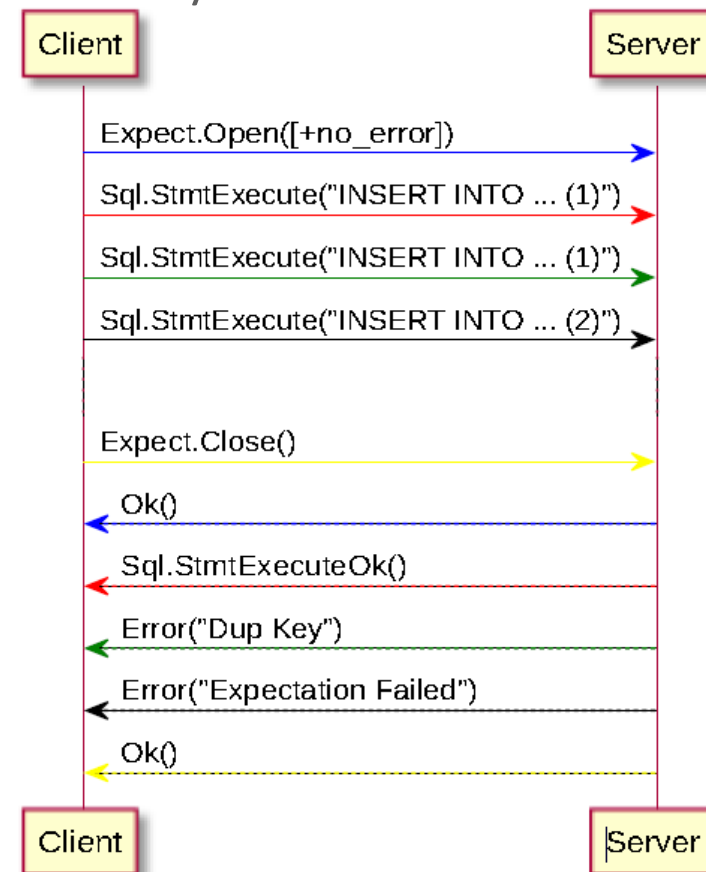 Client Server
Expect.Open([+no_error])
Sql.StmtExecute("INSERT INTO ... (1)")
Sql.StmtExecute("INSERT INTO ... (1)")
Sql.StmtExecute("INSERT INTO ... (2)")
Expect.Close()
Ok()
Sql.StmtExecuteOk()
Error("Dup Key")
Error("Expectation Failed")
Ok()
Client Server